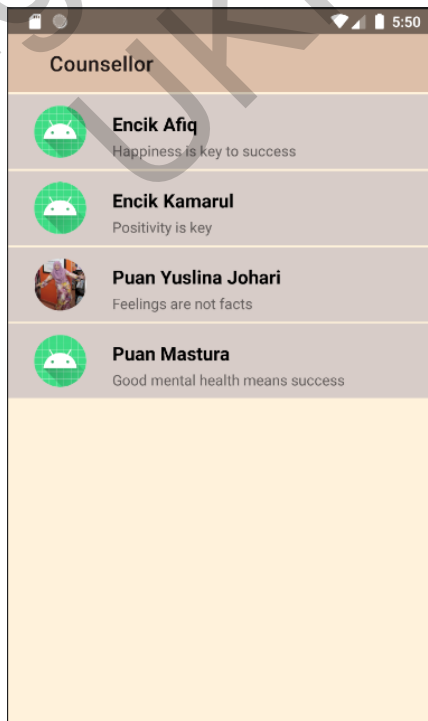 5:50
Counsellor
Encik Afiq
Happiness is key to success
Encik Kamarul
Positivity is key
Puan Yuslina Johari
Feelings are not facts
Puan Mastura
Good mental health means success